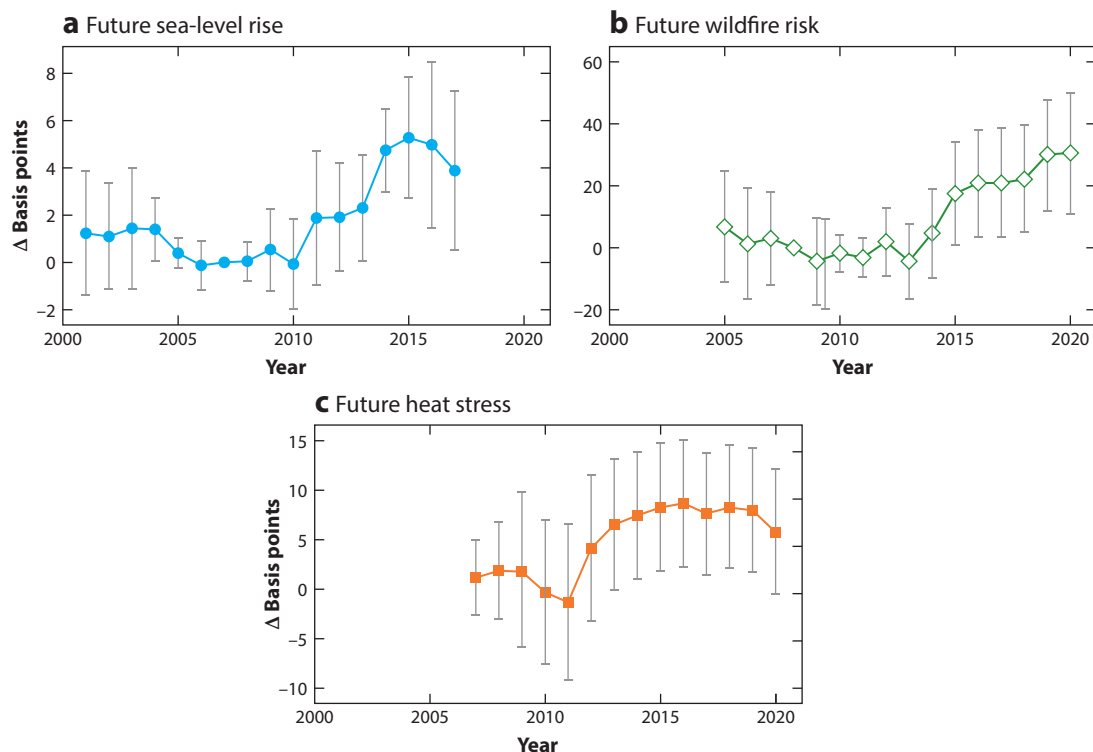 a Future sea-level rise
8
6
4
2
0
−2
Δ Basis points
2000 2005 2010 2015 2020
Year
b Future wildfire risk
60
40
20
0
−20
2000 2005 2010 2015 2020
Year
c Future heat stress
15
10
5
0
−5
−10
Δ Basis points
2000 2005 2010 2015 2020
Year